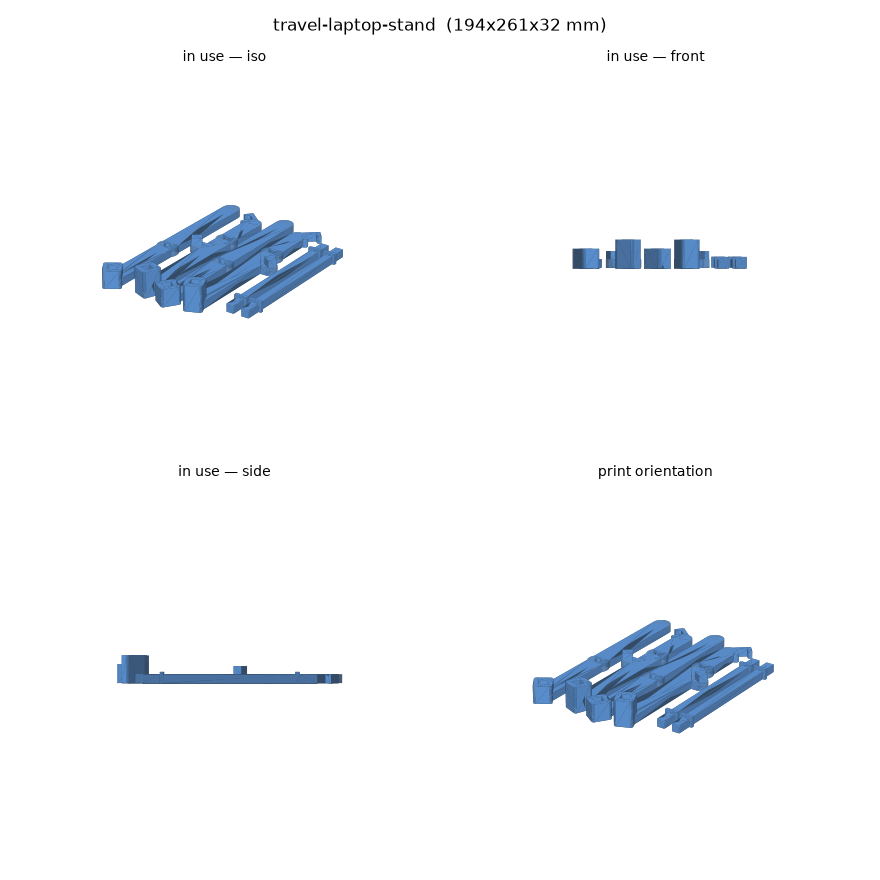 travel-laptop-stand (194x261x32 mm)
in use — iso
in use — front
in use — side
print orientation